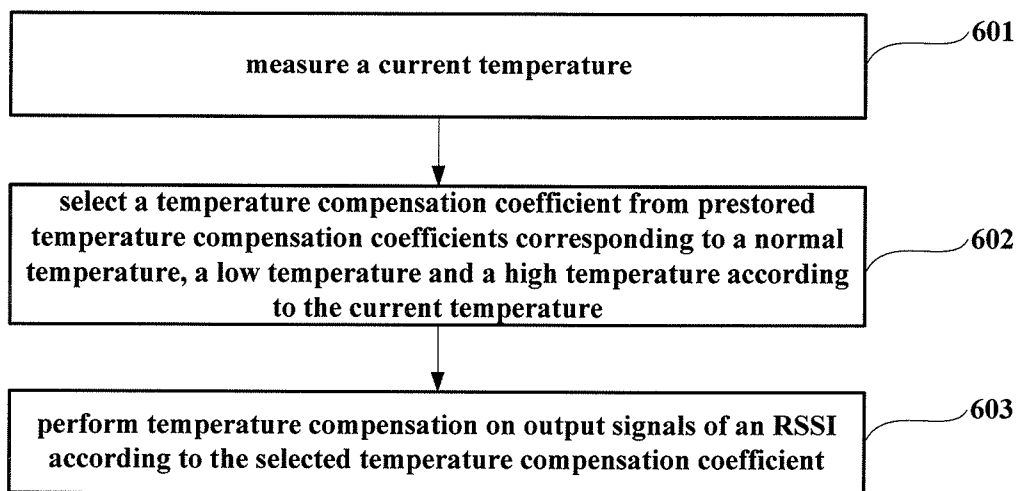 measure a current temperature
601
select a temperature compensation coefficient from prestored
temperature compensation coefficients corresponding to a normal
temperature, a low temperature and a high temperature according
to the current temperature
602
perform temperature compensation on output signals of an RSSI
according to the selected temperature compensation coefficient
603